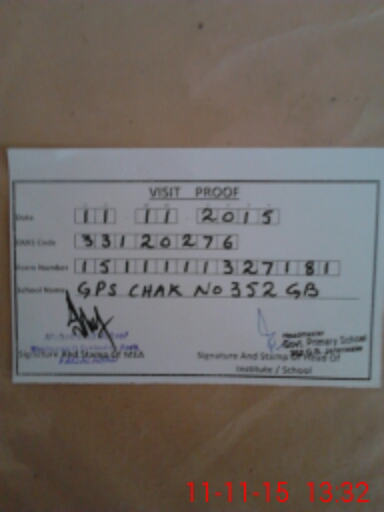 VISIT PROOF
Date 11 11 2015
EMIS Code 33120276
Form Number 1511111327181
School Name GPS CHAK NO 352 GB
Signature And Stamp Of MEA
Headmaster
Govt. Primary School
Signature And Stamp Of Head Of
Institute / School
11-11-15 13:32